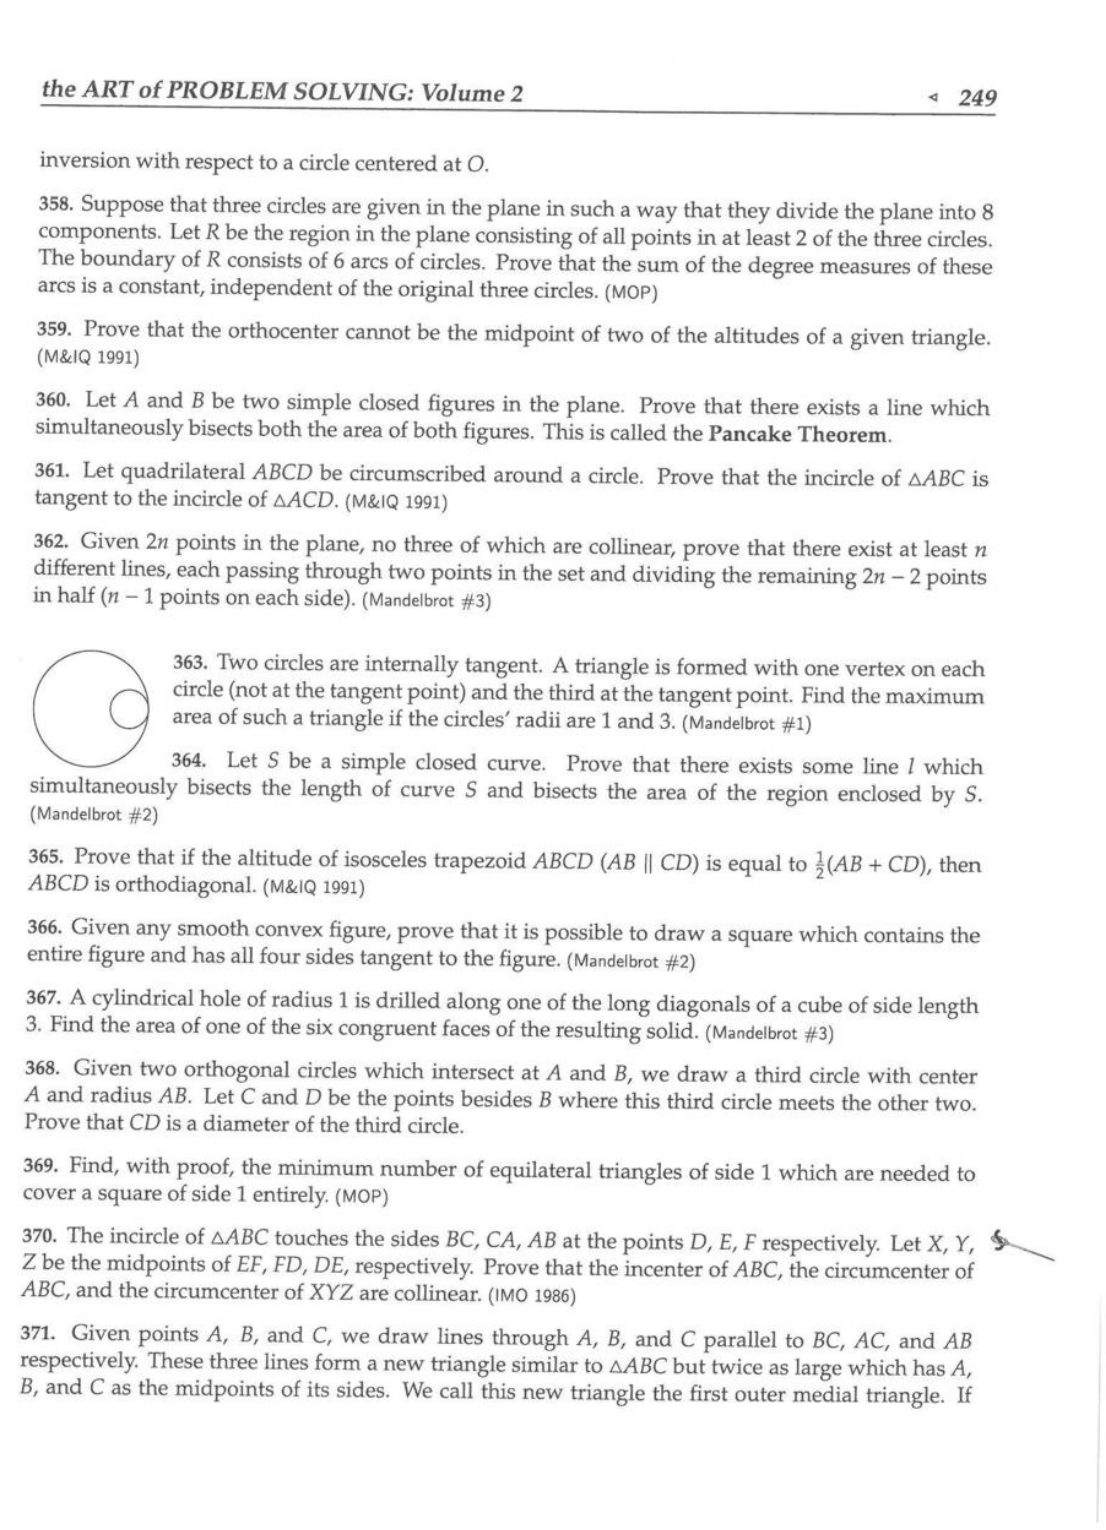 the ART of PROBLEM SOLVING: Volume 2 ◃ 249
inversion with respect to a circle centered at O.
358. Suppose that three circles are given in the plane in such a way that they divide the plane into 8
components. Let R be the region in the plane consisting of all points in at least 2 of the three circles.
The boundary of R consists of 6 arcs of circles. Prove that the sum of the degree measures of these
arcs is a constant, independent of the original three circles. (MOP)
359. Prove that the orthocenter cannot be the midpoint of two of the altitudes of a given triangle.
(M&IQ 1991)
360. Let A and B be two simple closed figures in the plane. Prove that there exists a line which
simultaneously bisects both the area of both figures. This is called the Pancake Theorem.
361. Let quadrilateral ABCD be circumscribed around a circle. Prove that the incircle of △ABC is
tangent to the incircle of △ACD. (M&IQ 1991)
362. Given 2n points in the plane, no three of which are collinear, prove that there exist at least n
different lines, each passing through two points in the set and dividing the remaining 2n − 2 points
in half (n − 1 points on each side). (Mandelbrot #3)
363. Two circles are internally tangent. A triangle is formed with one vertex on each
circle (not at the tangent point) and the third at the tangent point. Find the maximum
area of such a triangle if the circles' radii are 1 and 3. (Mandelbrot #1)
364. Let S be a simple closed curve. Prove that there exists some line l which
simultaneously bisects the length of curve S and bisects the area of the region enclosed by S.
(Mandelbrot #2)
365. Prove that if the altitude of isosceles trapezoid ABCD (AB || CD) is equal to ½(AB + CD), then
ABCD is orthodiagonal. (M&IQ 1991)
366. Given any smooth convex figure, prove that it is possible to draw a square which contains the
entire figure and has all four sides tangent to the figure. (Mandelbrot #2)
367. A cylindrical hole of radius 1 is drilled along one of the long diagonals of a cube of side length
3. Find the area of one of the six congruent faces of the resulting solid. (Mandelbrot #3)
368. Given two orthogonal circles which intersect at A and B, we draw a third circle with center
A and radius AB. Let C and D be the points besides B where this third circle meets the other two.
Prove that CD is a diameter of the third circle.
369. Find, with proof, the minimum number of equilateral triangles of side 1 which are needed to
cover a square of side 1 entirely. (MOP)
370. The incircle of △ABC touches the sides BC, CA, AB at the points D, E, F respectively. Let X, Y,
Z be the midpoints of EF, FD, DE, respectively. Prove that the incenter of ABC, the circumcenter of
ABC, and the circumcenter of XYZ are collinear. (IMO 1986)
371. Given points A, B, and C, we draw lines through A, B, and C parallel to BC, AC, and AB
respectively. These three lines form a new triangle similar to △ABC but twice as large which has A,
B, and C as the midpoints of its sides. We call this new triangle the first outer medial triangle. If